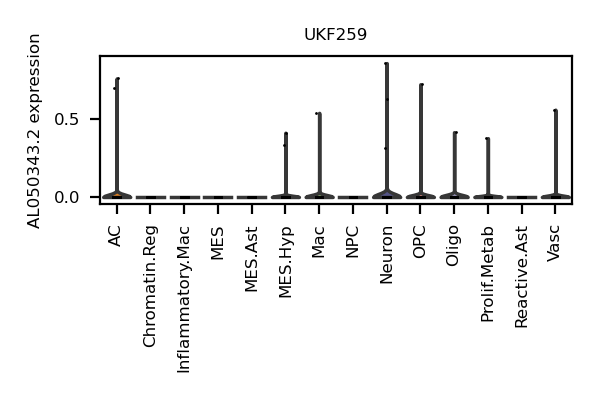 UKF259
AL050343.2 expression
0.5
0.0
AC
Chromatin.Reg
Inflammatory.Mac
MES
MES.Ast
MES.Hyp
Mac
NPC
Neuron
OPC
Oligo
Prolif.Metab
Reactive.Ast
Vasc